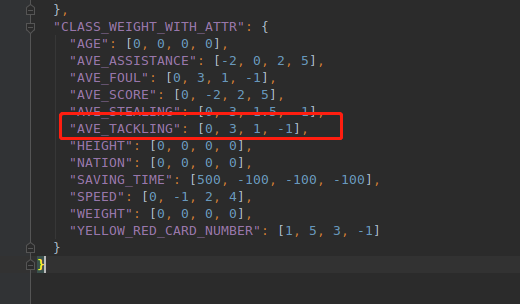 },
"CLASS_WEIGHT_WITH_ATTR": {
"AGE": [0, 0, 0, 0],
"AVE_ASSISTANCE": [-2, 0, 2, 5],
"AVE_FOUL": [0, 3, 1, -1],
"AVE_SCORE": [0, -2, 2, 5],
"AVE_STEALING": [0, 3, 1.5, -1],
"AVE_TACKLING": [0, 3, 1, -1],
"HEIGHT": [0, 0, 0, 0],
"NATION": [0, 0, 0, 0],
"SAVING_TIME": [500, -100, -100, -100],
"SPEED": [0, -1, 2, 4],
"WEIGHT": [0, 0, 0, 0],
"YELLOW_RED_CARD_NUMBER": [1, 5, 3, -1]
}
}